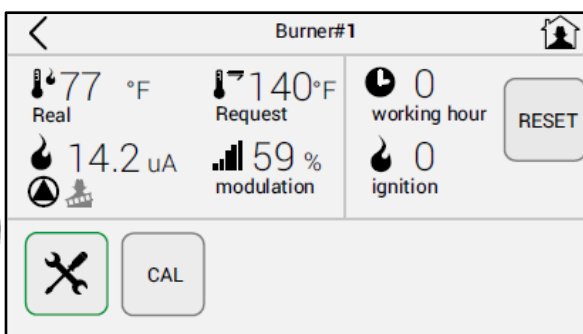 Burner#1
77 °F
Real
140°F
Request
0
working hour
RESET
14.2 uA
59 %
modulation
0
ignition
CAL